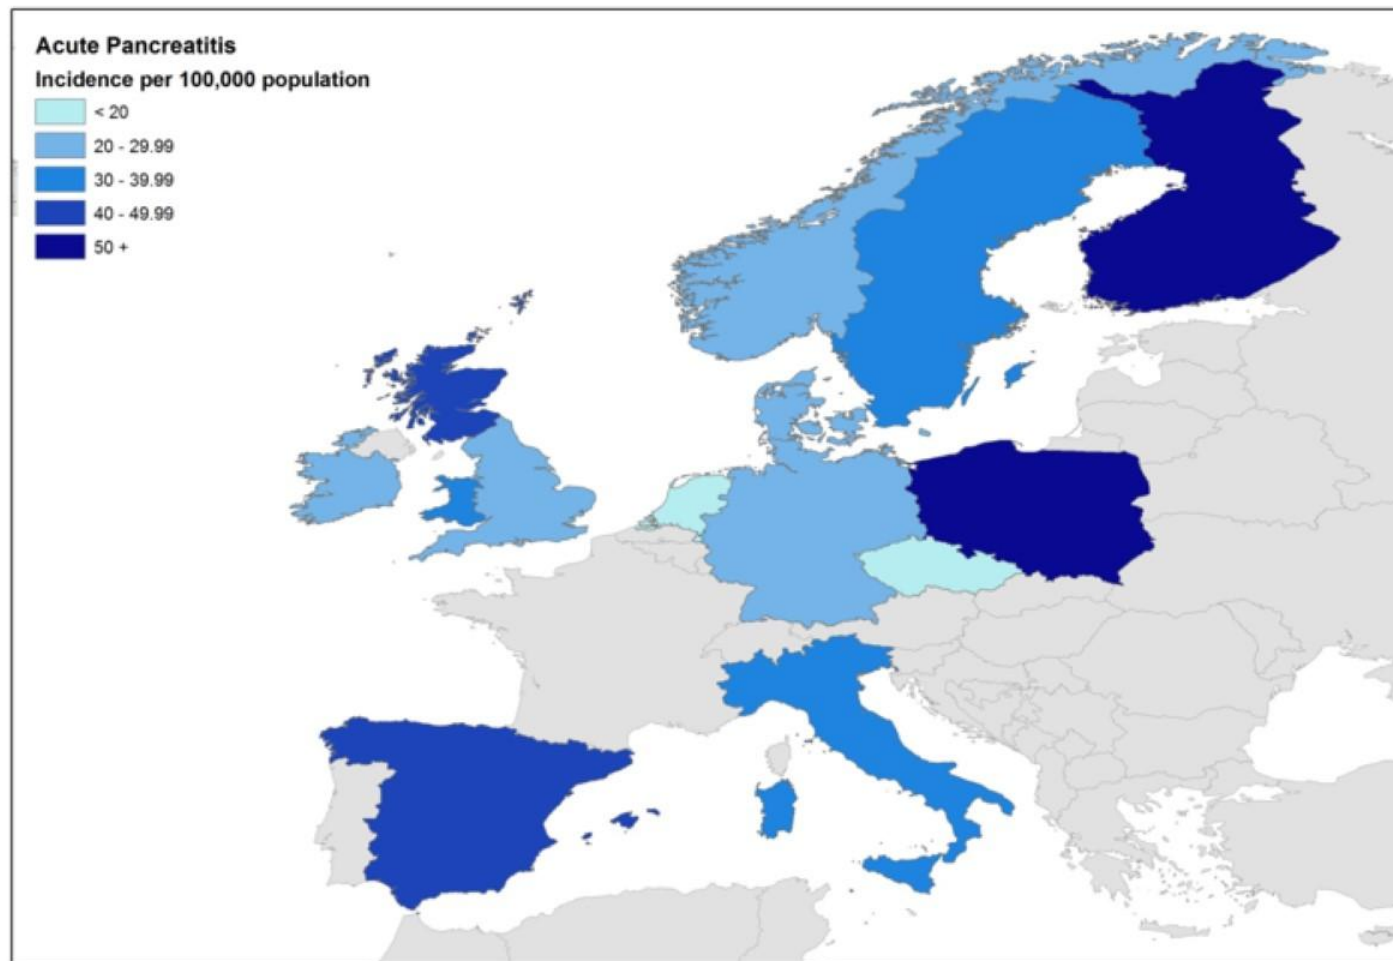 Acute Pancreatitis
Incidence per 100,000 population
< 20
20 - 29.99
30 - 39.99
40 - 49.99
50 +